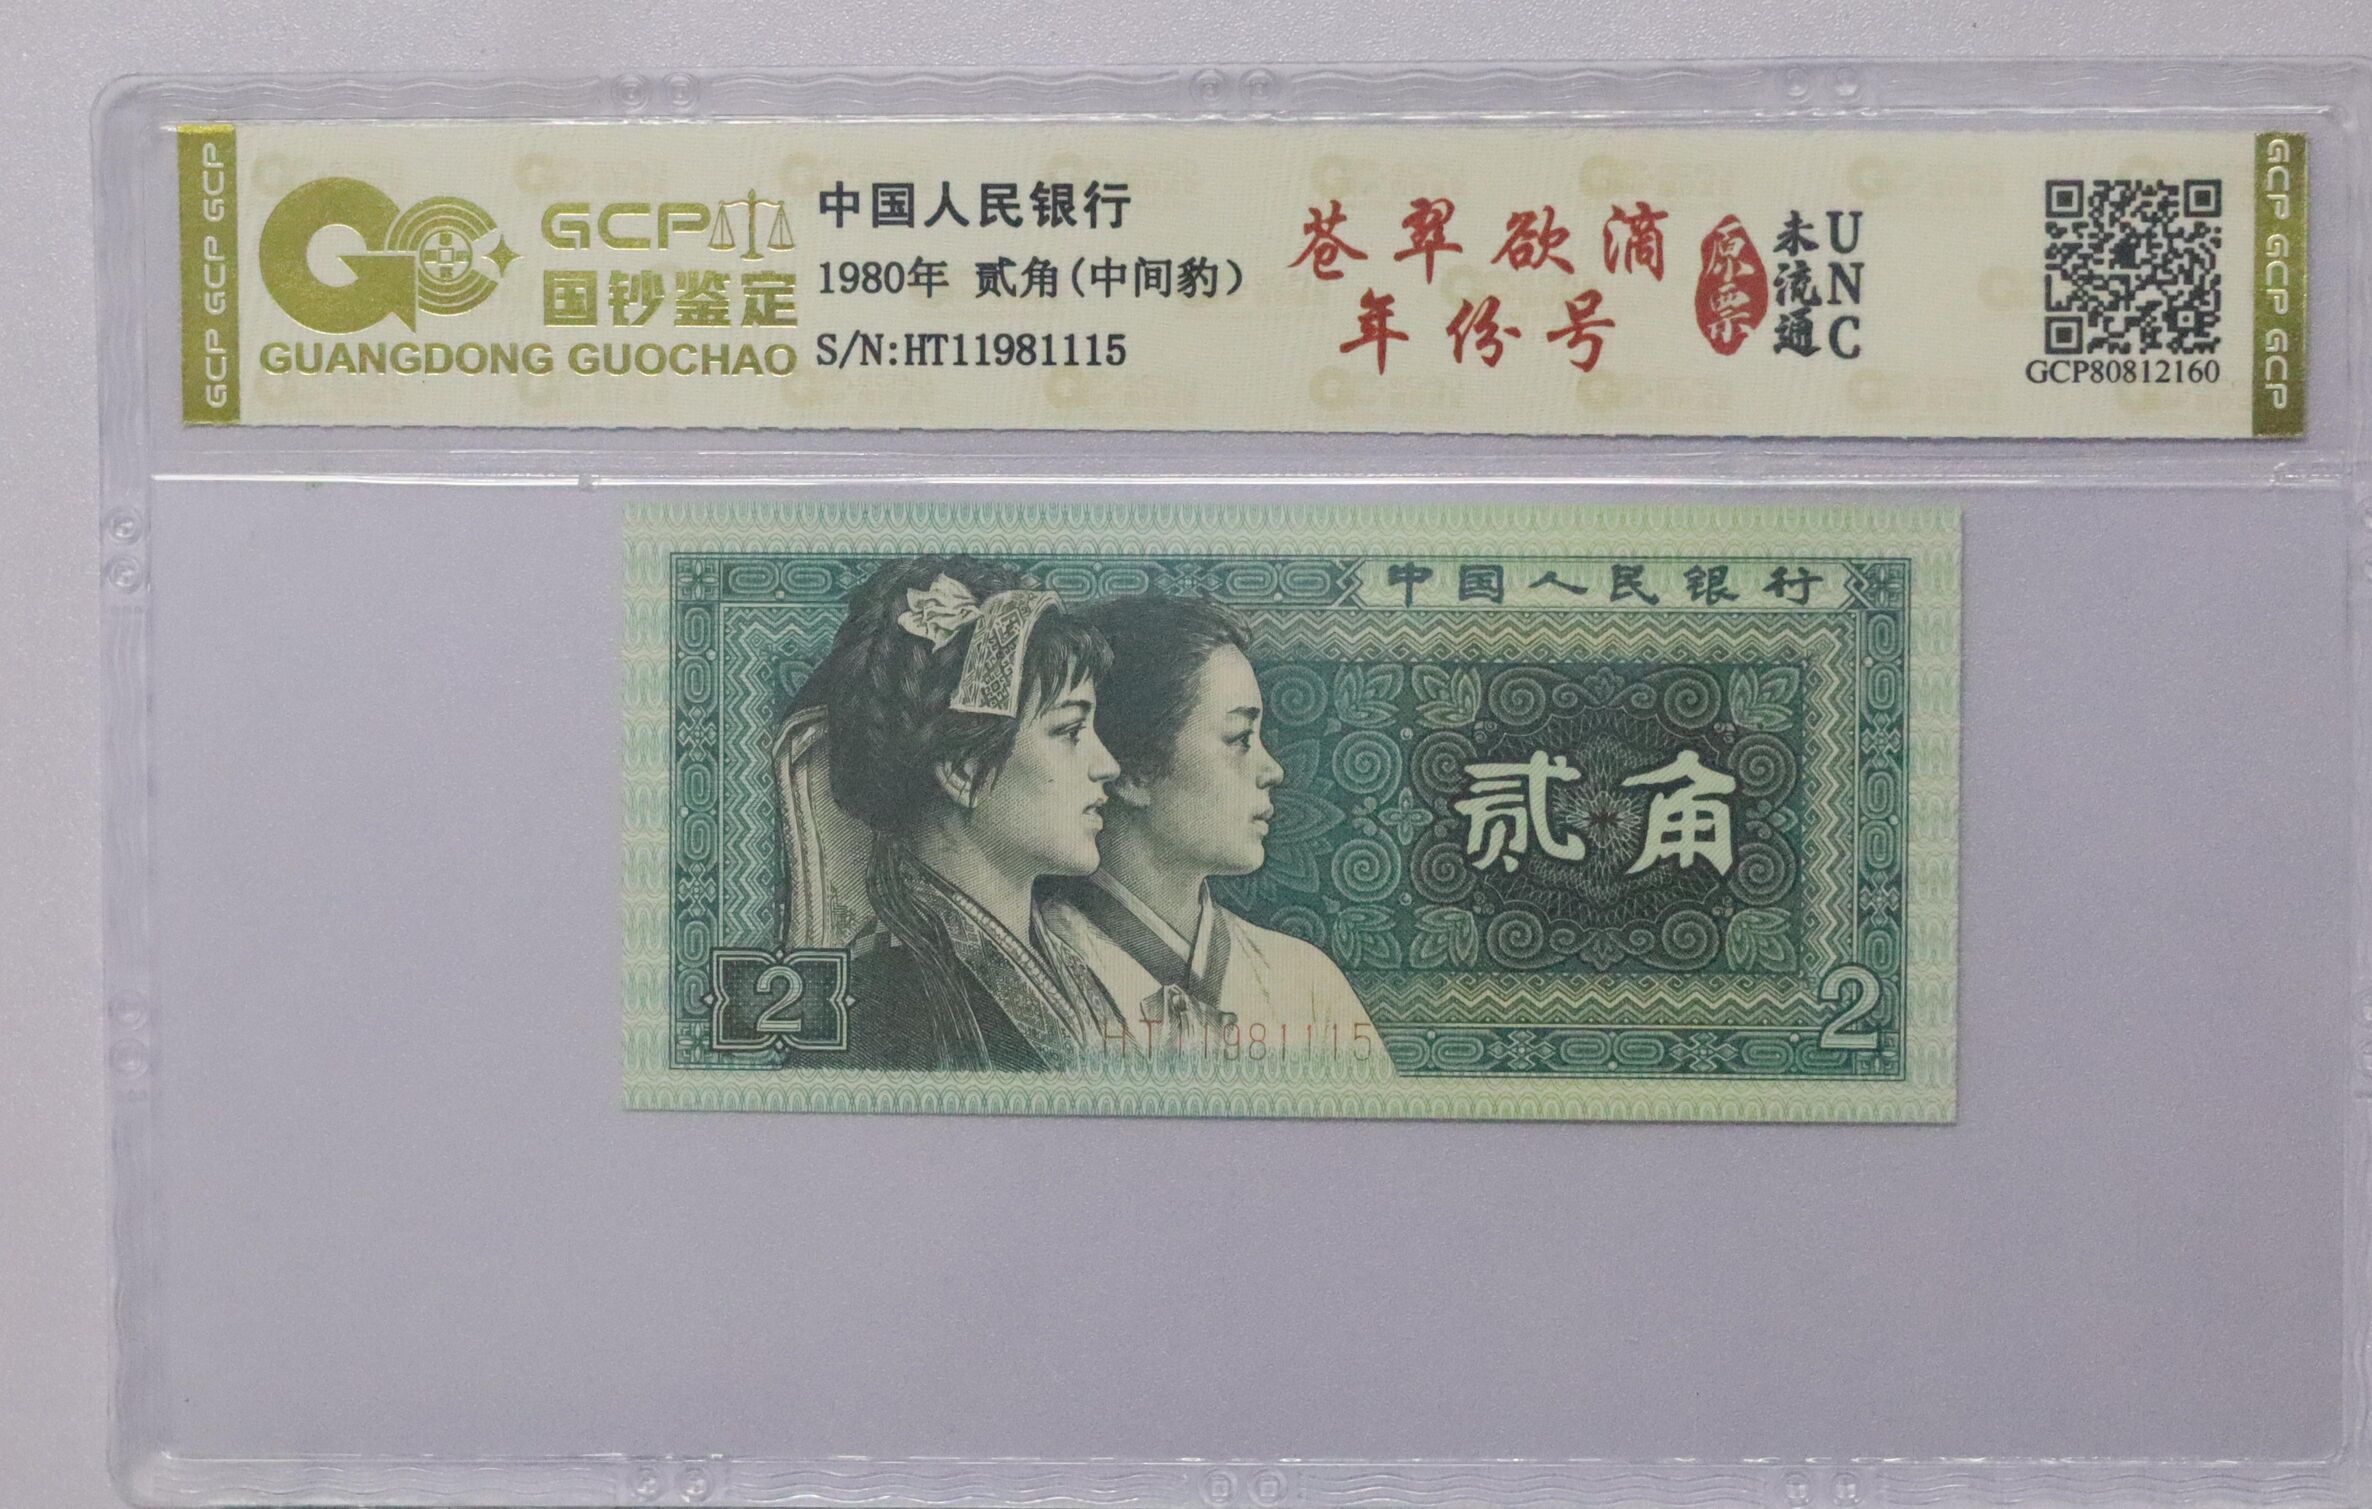 GCP GCP GCP
GCP
国钞鉴定
GUANGDONG GUOCHAO
中国人民银行
1980年 贰角(中间豹)
S/N:HT11981115
苍翠欲滴
年份号
原票
未流通
UNC
GCP80812160
GCP GCP GCP
中国人民银行
贰角
2
HT11981115
2